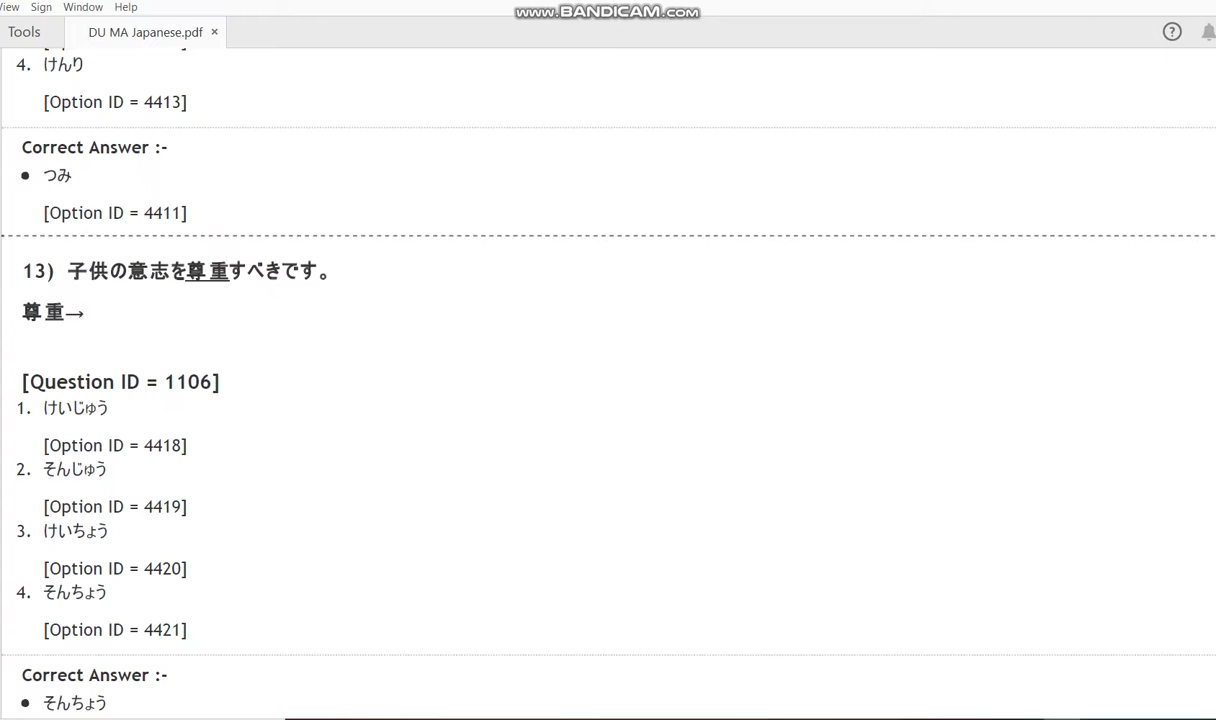 View Sign Window Help
www.BANDICAM.com
Tools DU MA Japanese.pdf ×
4. けんり
[Option ID = 4413]
Correct Answer :-
● つみ
[Option ID = 4411]
13) 子供の意志を尊重すべきです。
尊重→
[Question ID = 1106]
1. けいじゅう
[Option ID = 4418]
2. そんじゅう
[Option ID = 4419]
3. けいちょう
[Option ID = 4420]
4. そんちょう
[Option ID = 4421]
Correct Answer :-
● そんちょう